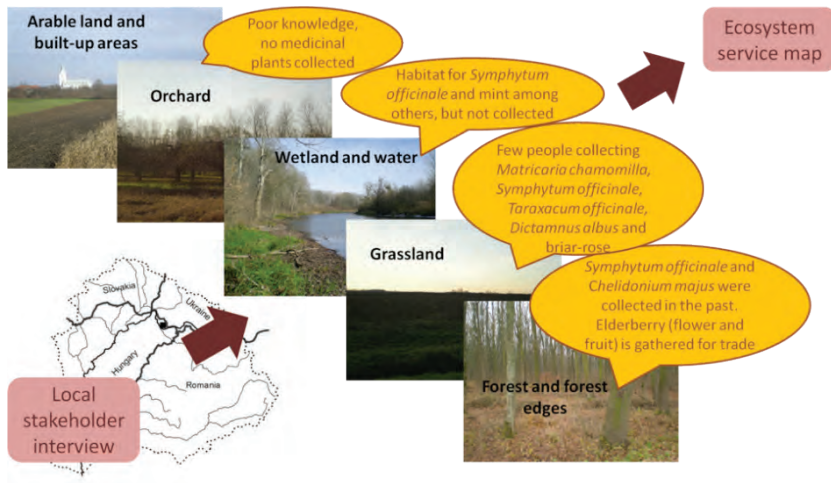 Arable land and
built-up areas
Poor knowledge,
no medicinal
plants collected
Ecosystem
service map
Orchard
Habitat for Symphytum
officinale and mint among
others, but not collected
Wetland and water
Few people collecting
Matricaria chamomilla,
Symphytum officinale,
Taraxacum officinale,
Dictamnus albus and
briar-rose
Grassland
Symphytum officinale and
Chelidonium majus were
collected in the past.
Elderberry (flower and
fruit) is gathered for trade
Forest and forest
edges
Slovakia
Ukraine
Hungary
Romania
Local
stakeholder
interview